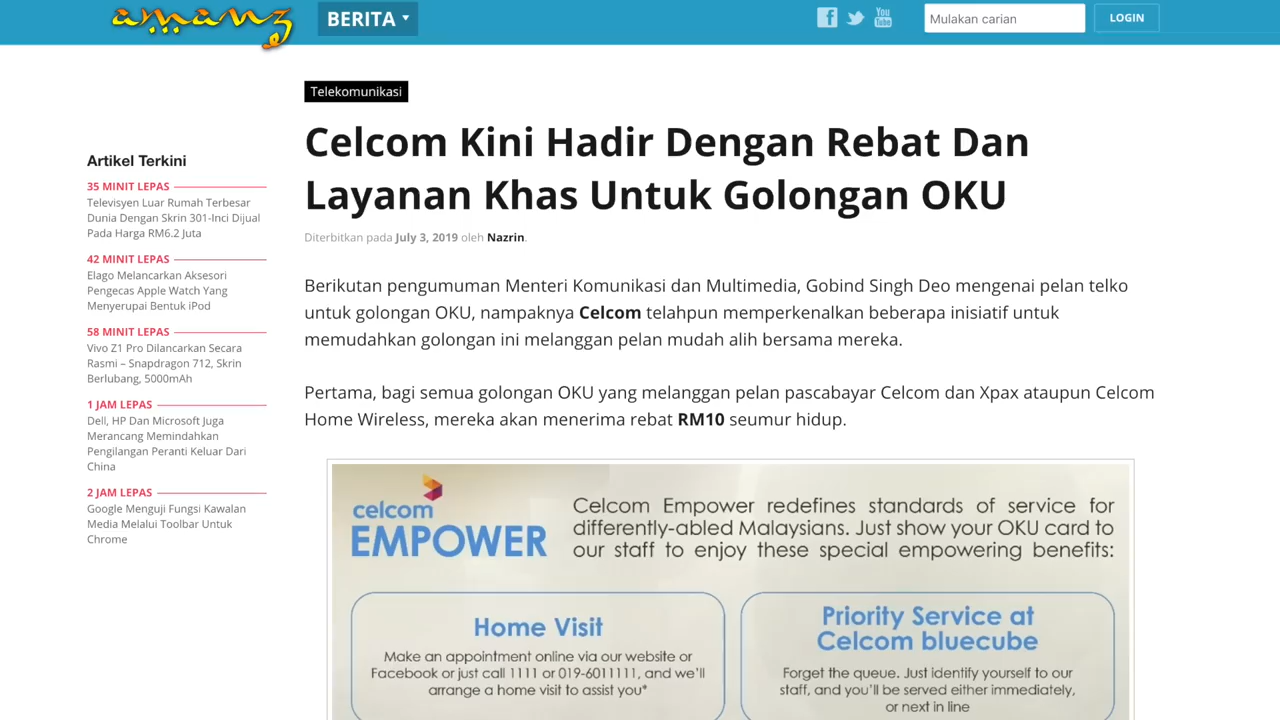 amanz
BERITA
Mulakan carian
LOGIN
Telekomunikasi
Celcom Kini Hadir Dengan Rebat Dan
Layanan Khas Untuk Golongan OKU
Diterbitkan pada July 3, 2019 oleh Nazrin.
Artikel Terkini
35 MINIT LEPAS
Televisyen Luar Rumah Terbesar
Dunia Dengan Skrin 301-Inci Dijual
Pada Harga RM6.2 Juta
42 MINIT LEPAS
Elago Melancarkan Aksesori
Pengecas Apple Watch Yang
Menyerupai Bentuk iPod
58 MINIT LEPAS
Vivo Z1 Pro Dilancarkan Secara
Rasmi – Snapdragon 712, Skrin
Berlubang, 5000mAh
1 JAM LEPAS
Dell, HP Dan Microsoft Juga
Merancang Memindahkan
Pengilangan Peranti Keluar Dari
China
2 JAM LEPAS
Google Menguji Fungsi Kawalan
Media Melalui Toolbar Untuk
Chrome
Berikutan pengumuman Menteri Komunikasi dan Multimedia, Gobind Singh Deo mengenai pelan telko
untuk golongan OKU, nampaknya Celcom telahpun memperkenalkan beberapa inisiatif untuk
memudahkan golongan ini melanggan pelan mudah alih bersama mereka.
Pertama, bagi semua golongan OKU yang melanggan pelan pascabayar Celcom dan Xpax ataupun Celcom
Home Wireless, mereka akan menerima rebat RM10 seumur hidup.
celcom
EMPOWER
Celcom Empower redefines standards of service for
differently-abled Malaysians. Just show your OKU card to
our staff to enjoy these special empowering benefits:
Home Visit
Make an appointment online via our website or
Facebook or just call 1111 or 019-6011111, and we'll
arrange a home visit to assist you*
Priority Service at
Celcom bluecube
Forget the queue. Just identify yourself to our
staff, and you'll be served either immediately,
or next in line